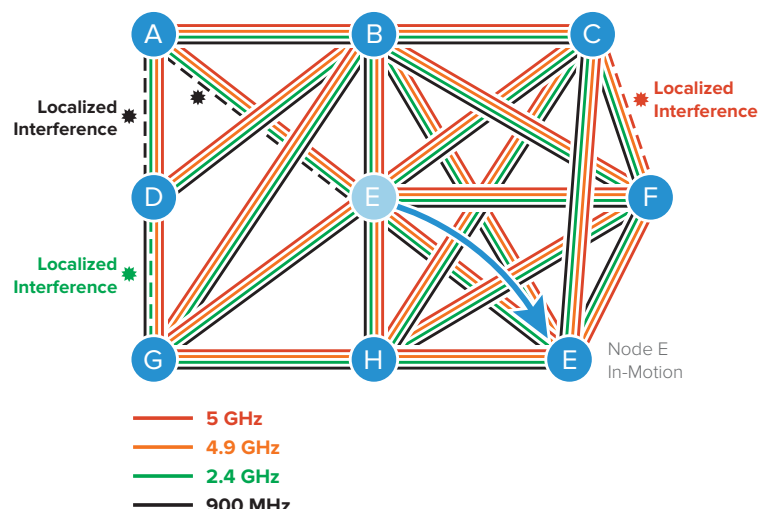 A
B
C
Localized
Interference
Localized
Interference
D
E
F
Localized
Interference
G
H
E
Node E
In-Motion
5 GHz
4.9 GHz
2.4 GHz
900 MHz